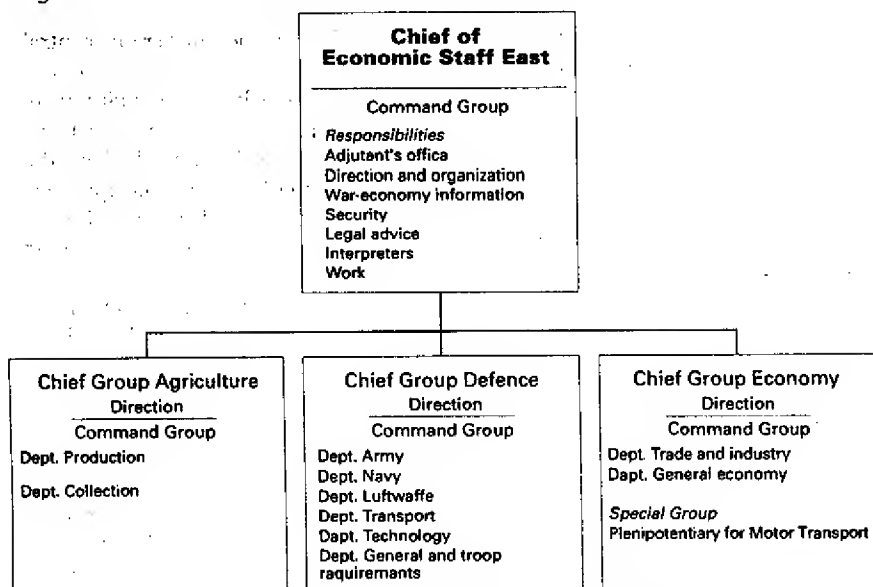 Chief of
Economic Staff East
Command Group
Responsibilities
Adjutant's offica
Direction and organization
War-economy information
Security
Legal advice
Interpreters
Work
Chief Group Agriculture
Direction
Command Group
Dept. Production
Dept. Collection
Chief Group Defence
Direction
Command Group
Dept. Army
Dept. Navy
Dept. Luftwaffe
Dept. Transport
Dapt. Technology
Dept. General and troop
raquiremants
Chief Group Economy
Direction
Command Group
Dept. Trade and industry
Dapt. General economy
Special Group
Plenipotentiary for Motor Transport